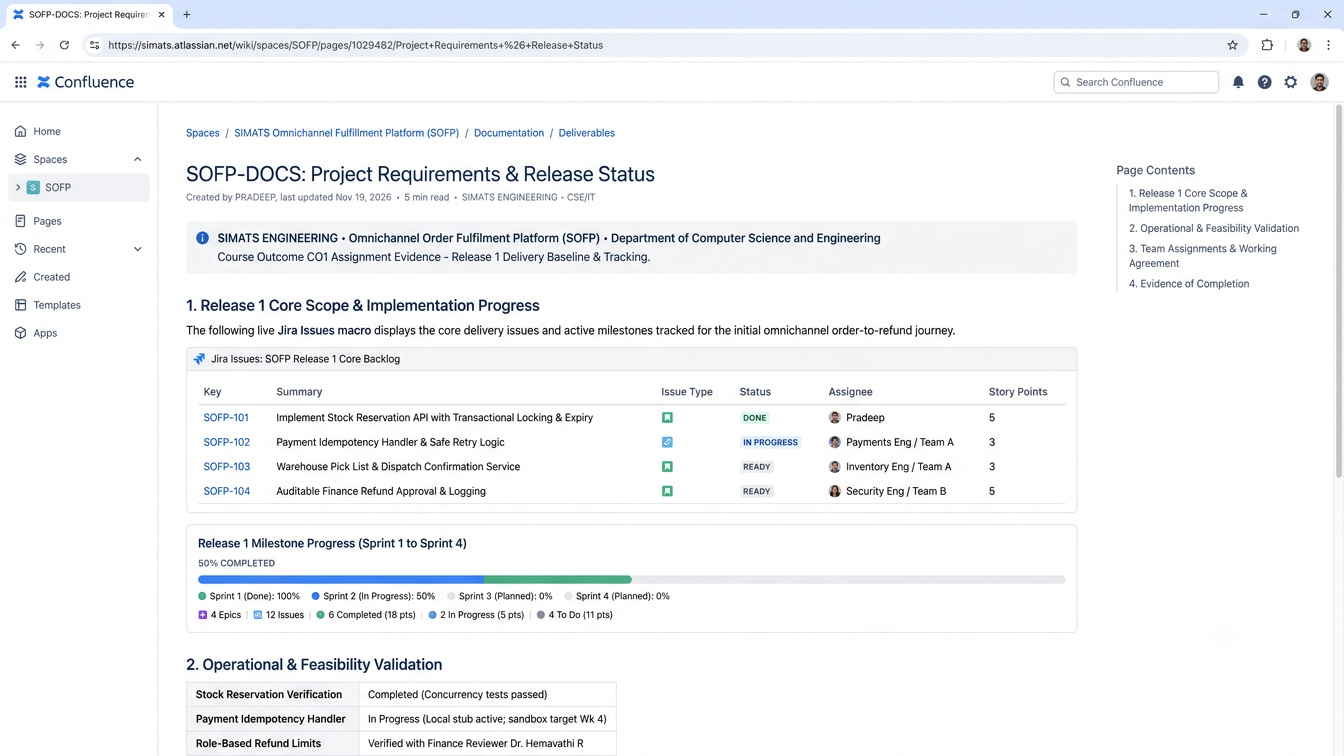 SOFP-DOCS: Project Requiremen
https://simats.atlassian.net/wiki/spaces/SOFP/pages/1029482/Project+Requirements+%26+Release+Status
Confluence
Search Confluence
Home
Spaces
S SOFP
Pages
Recent
Created
Templates
Apps
Spaces / SIMATS Omnichannel Fulfillment Platform (SOFP) / Documentation / Deliverables
SOFP-DOCS: Project Requirements & Release Status
Created by PRADEEP, last updated Nov 19, 2026 • 5 min read • SIMATS ENGINEERING - CSE/IT
SIMATS ENGINEERING • Omnichannel Order Fulfilment Platform (SOFP) • Department of Computer Science and Engineering
Course Outcome CO1 Assignment Evidence - Release 1 Delivery Baseline & Tracking.
1. Release 1 Core Scope & Implementation Progress
The following live Jira Issues macro displays the core delivery issues and active milestones tracked for the initial omnichannel order-to-refund journey.
Jira Issues: SOFP Release 1 Core Backlog
Key Summary Issue Type Status Assignee Story Points
SOFP-101 Implement Stock Reservation API with Transactional Locking & Expiry DONE Pradeep 5
SOFP-102 Payment Idempotency Handler & Safe Retry Logic IN PROGRESS Payments Eng / Team A 3
SOFP-103 Warehouse Pick List & Dispatch Confirmation Service READY Inventory Eng / Team A 3
SOFP-104 Auditable Finance Refund Approval & Logging READY Security Eng / Team B 5
Release 1 Milestone Progress (Sprint 1 to Sprint 4)
50% COMPLETED
Sprint 1 (Done): 100% Sprint 2 (In Progress): 50% Sprint 3 (Planned): 0% Sprint 4 (Planned): 0%
4 Epics | 12 Issues | 6 Completed (18 pts) | 2 In Progress (5 pts) | 4 To Do (11 pts)
2. Operational & Feasibility Validation
Stock Reservation Verification Completed (Concurrency tests passed)
Payment Idempotency Handler In Progress (Local stub active; sandbox target Wk 4)
Role-Based Refund Limits Verified with Finance Reviewer Dr. Hemavathi R
Page Contents
1. Release 1 Core Scope &
Implementation Progress
2. Operational & Feasibility Validation
3. Team Assignments & Working
Agreement
4. Evidence of Completion